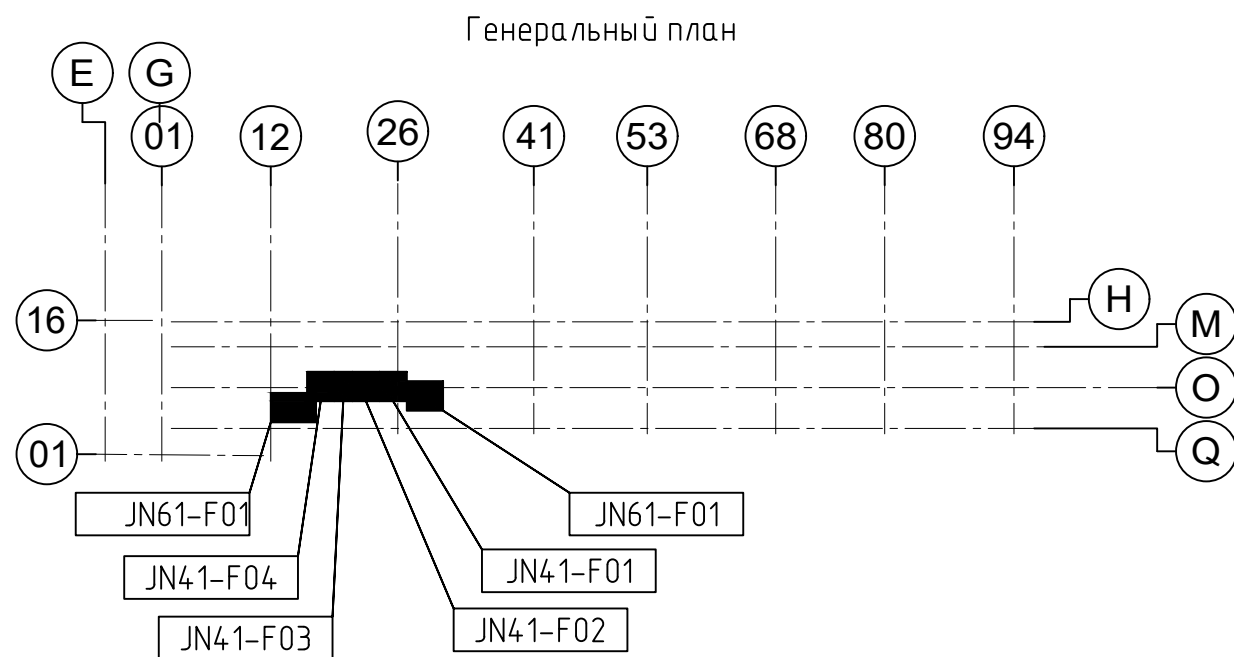 Генеральный план
E G
01 12 26 41 53 68 80 94
16
H
M
O
01
Q
JN61-F01
JN61-F01
JN41-F04
JN41-F01
JN41-F03
JN41-F02